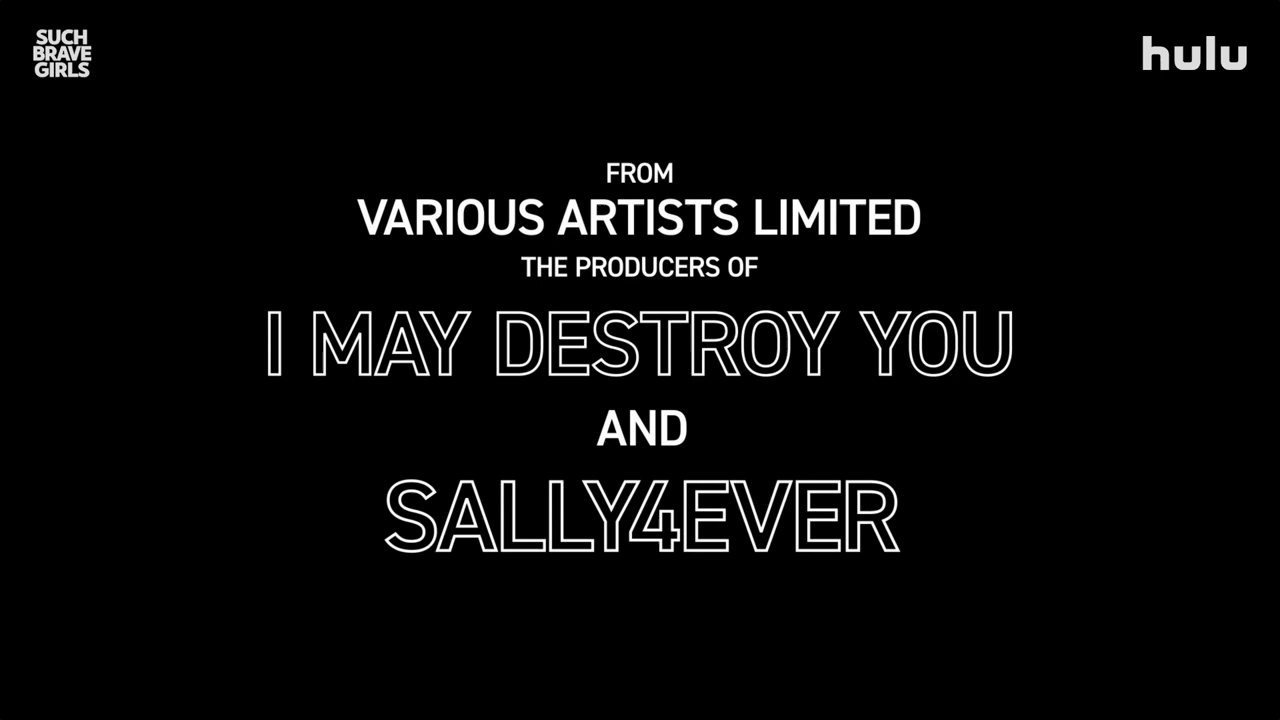 SUCH
BRAVE
GIRLS
hulu
FROM
VARIOUS ARTISTS LIMITED
THE PRODUCERS OF
I MAY DESTROY YOU
AND
SALLY4EVER